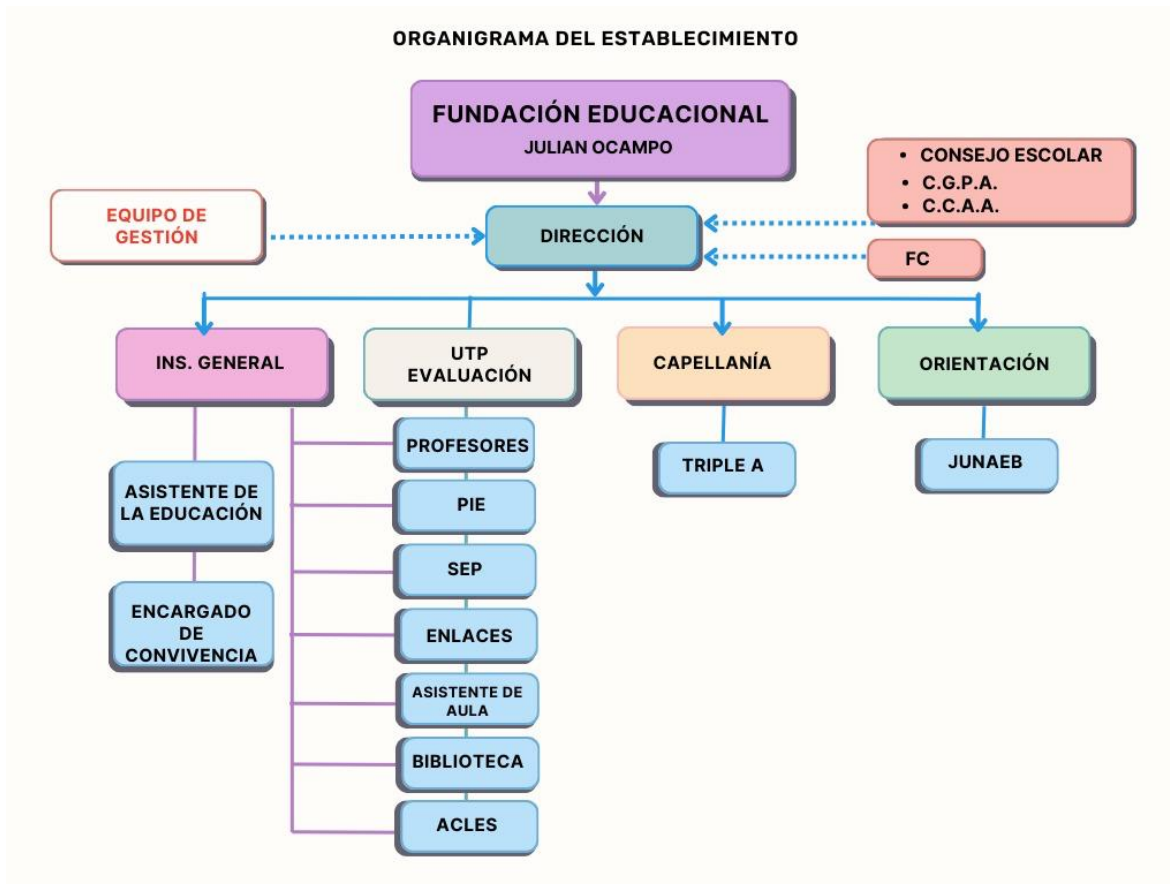 ORGANIGRAMA DEL ESTABLECIMIENTO
FUNDACIÓN EDUCACIONAL
JULIAN OCAMPO
• CONSEJO ESCOLAR
• C.G.P.A.
• C.C.A.A.
EQUIPO DE
GESTIÓN
DIRECCIÓN
FC
INS. GENERAL
UTP
EVALUACIÓN
CAPELLANÍA
ORIENTACIÓN
ASISTENTE DE
LA EDUCACIÓN
ENCARGADO
DE
CONVIVENCIA
PROFESORES
PIE
SEP
ENLACES
ASISTENTE DE
AULA
BIBLIOTECA
ACLES
TRIPLE A
JUNAEB